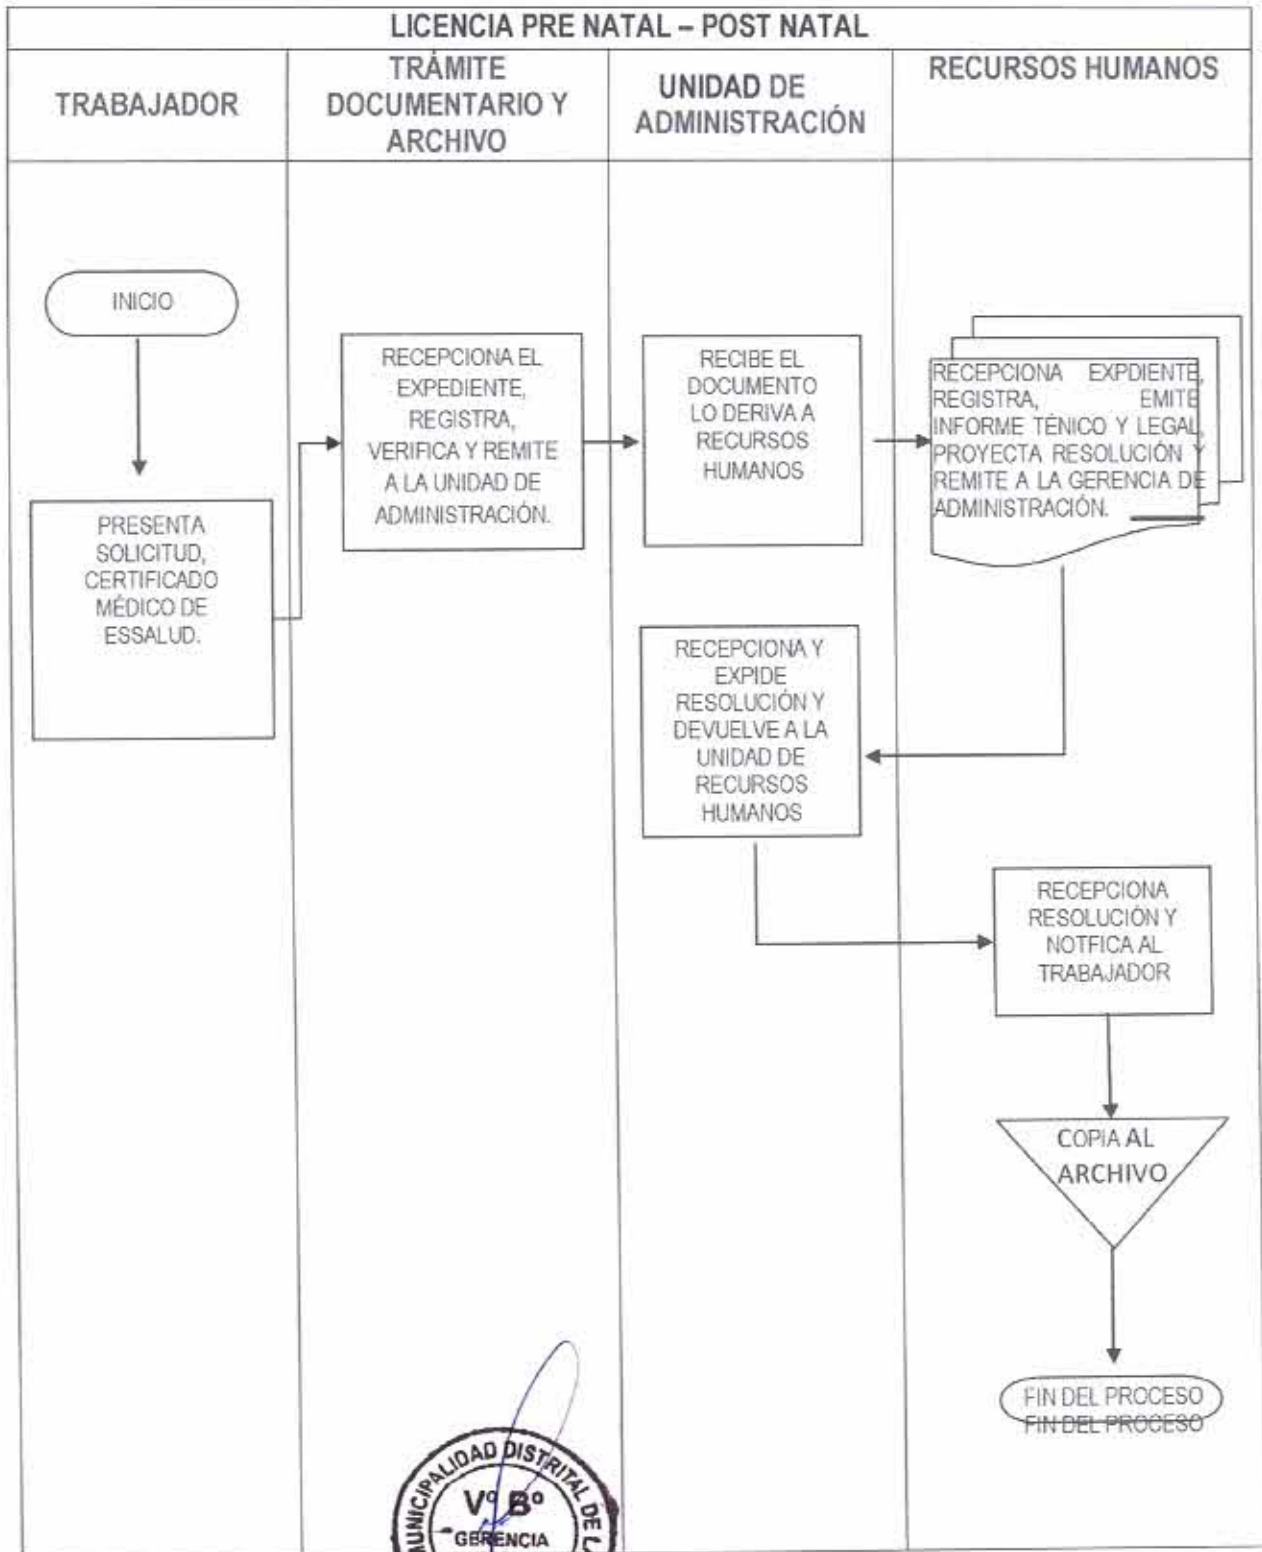 LICENCIA PRE NATAL – POST NATAL
TRABAJADOR
TRÁMITE
DOCUMENTARIO Y
ARCHIVO
UNIDAD DE
ADMINISTRACIÓN
RECURSOS HUMANOS
INICIO
PRESENTA
SOLICITUD,
CERTIFICADO
MÉDICO DE
ESSALUD.
RECEPCIONA EL
EXPEDIENTE,
REGISTRA,
VERIFICA Y REMITE
A LA UNIDAD DE
ADMINISTRACIÓN.
RECIBE EL
DOCUMENTO
LO DERIVA A
RECURSOS
HUMANOS
RECEPCIONA EXPDIENTE,
REGISTRA, EMITE
INFORME TÉNICO Y LEGAL,
PROYECTA RESOLUCIÓN Y
REMITE A LA GERENCIA DE
ADMINISTRACIÓN.
RECEPCIONA Y
EXPIDE
RESOLUCIÓN Y
DEVUELVE A LA
UNIDAD DE
RECURSOS
HUMANOS
RECEPCIONA
RESOLUCIÓN Y
NOTFICA AL
TRABAJADOR
COPIA AL
ARCHIVO
FIN DEL PROCESO
FIN DEL PROCESO
MUNICIPALIDAD DISTRITAL DE LA
Vº Bº
GERENCIA